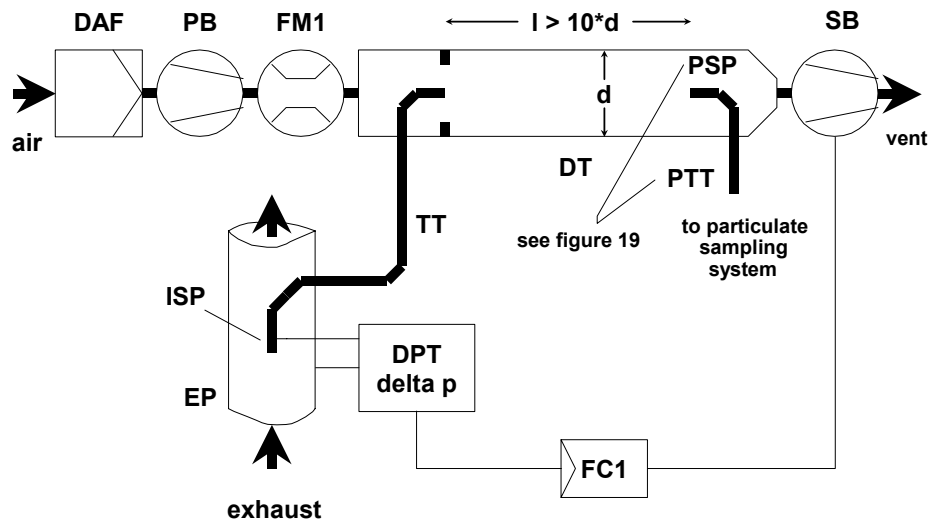 DAF
PB
FM1
l > 10*d
SB
air
d
PSP
vent
DT
PTT
TT
see figure 19
to particulate
sampling
system
ISP
DPT
delta p
EP
FC1
exhaust